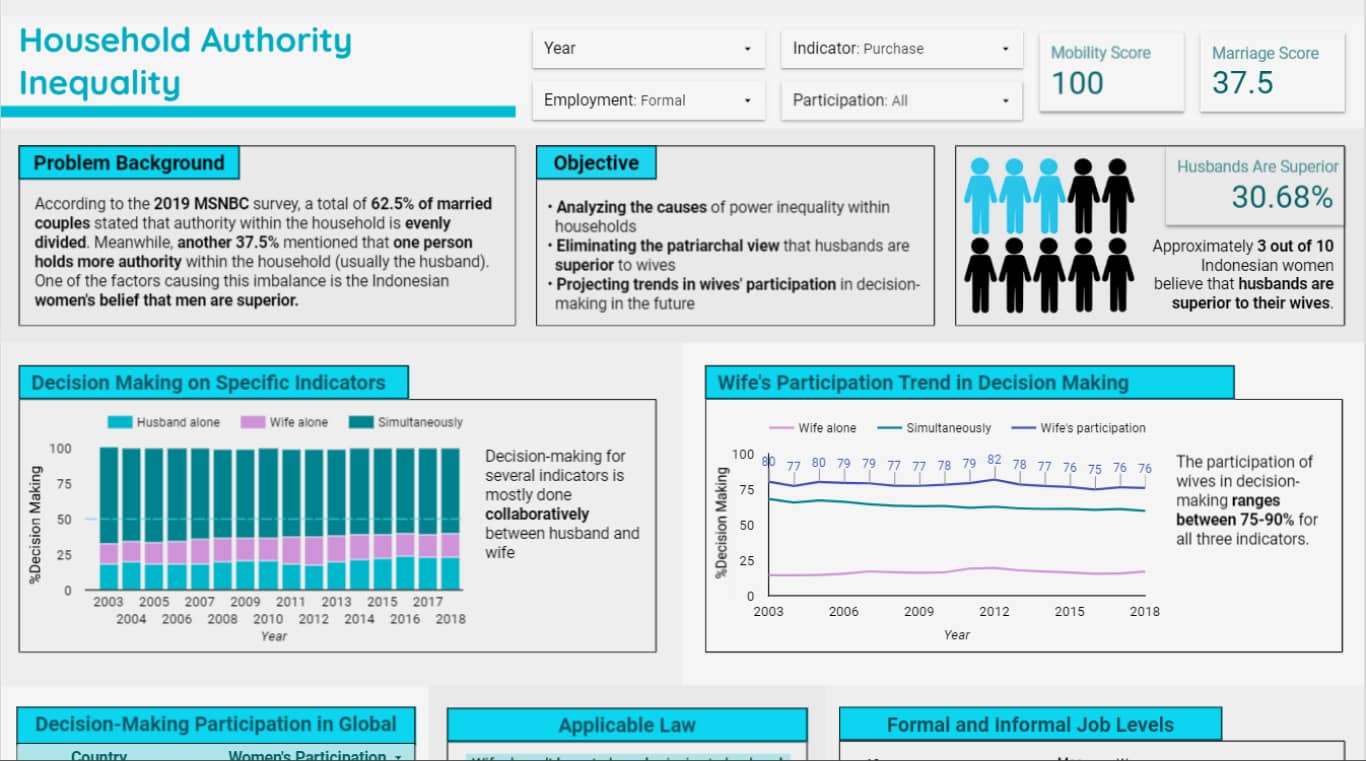 Household Authority
Inequality
Year
Indicator: Purchase
Employment: Formal
Participation: All
Mobility Score
100
Marriage Score
37.5
Problem Background
According to the 2019 MSNBC survey, a total of 62.5% of married
couples stated that authority within the household is evenly
divided. Meanwhile, another 37.5% mentioned that one person
holds more authority within the household (usually the husband).
One of the factors causing this imbalance is the Indonesian
women's belief that men are superior.
Objective
• Analyzing the causes of power inequality within
households
• Eliminating the patriarchal view that husbands are
superior to wives
• Projecting trends in wives' participation in decision-
making in the future
Husbands Are Superior
30.68%
Approximately 3 out of 10
Indonesian women
believe that husbands are
superior to their wives.
Decision Making on Specific Indicators
Husband alone Wife alone Simultaneously
%Decision Making
100
75
50
25
0
2003 2005 2007 2009 2011 2013 2015 2017
2004 2006 2008 2010 2012 2014 2016 2018
Year
Decision-making for
several indicators is
mostly done
collaboratively
between husband and
wife
Wife's Participation Trend in Decision Making
Wife alone Simultaneously Wife's participation
%Decision Making
100
75
50
25
0
80 77 80 79 79 77 77 78 79 82 78 77 76 75 76 76
2003 2006 2009 2012 2015 2018
Year
The participation of
wives in decision-
making ranges
between 75-90% for
all three indicators.
Decision-Making Participation in Global
Country Women's Participation
Applicable Law
Formal and Informal Job Levels